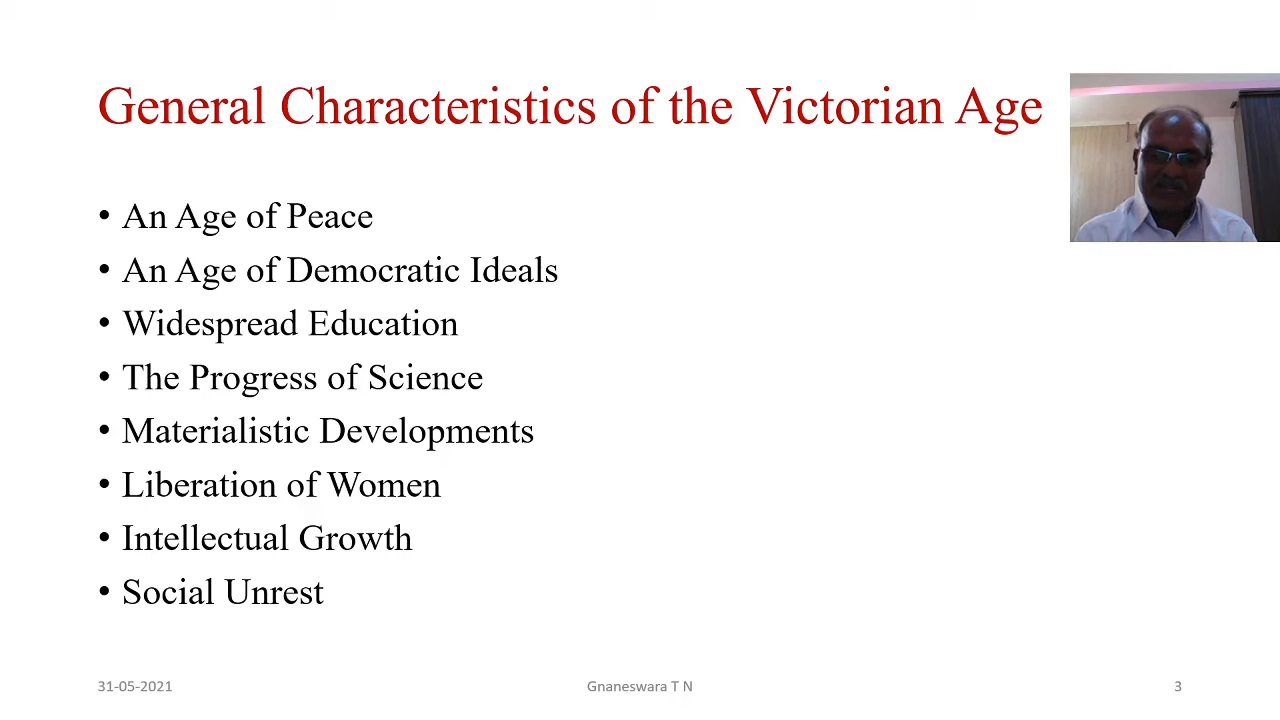 General Characteristics of the Victorian Age
• An Age of Peace
• An Age of Democratic Ideals
• Widespread Education
• The Progress of Science
• Materialistic Developments
• Liberation of Women
• Intellectual Growth
• Social Unrest
31-05-2021
Gnaneswara T N
3